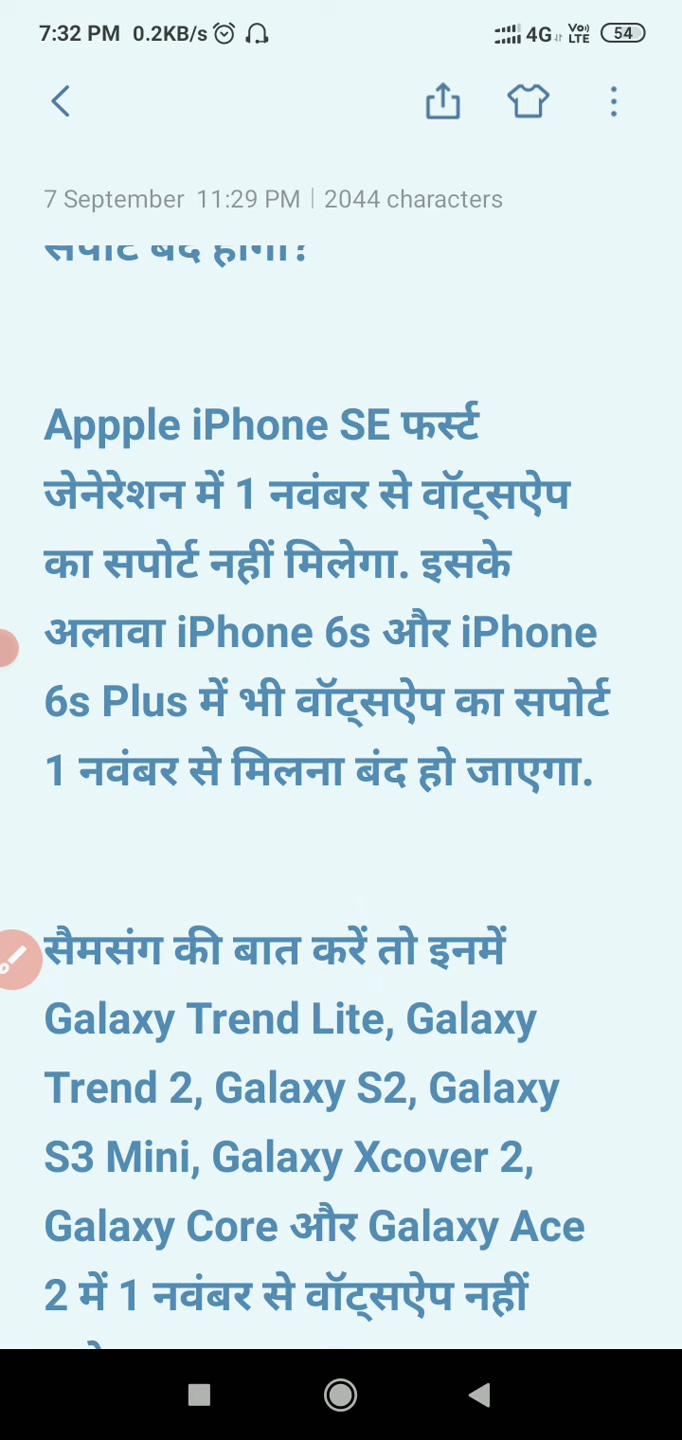 7:32 PM 0.2KB/s 4G Vo) LTE 54
7 September 11:29 PM | 2044 characters
सपोर्ट बंद होगा?
Appple iPhone SE फर्स्ट
जेनेरेशन में 1 नवंबर से वॉट्सऐप
का सपोर्ट नहीं मिलेगा. इसके
अलावा iPhone 6s और iPhone
6s Plus में भी वॉट्सऐप का सपोर्ट
1 नवंबर से मिलना बंद हो जाएगा.
सैमसंग की बात करें तो इनमें
Galaxy Trend Lite, Galaxy
Trend 2, Galaxy S2, Galaxy
S3 Mini, Galaxy Xcover 2,
Galaxy Core और Galaxy Ace
2 में 1 नवंबर से वॉट्सऐप नहीं